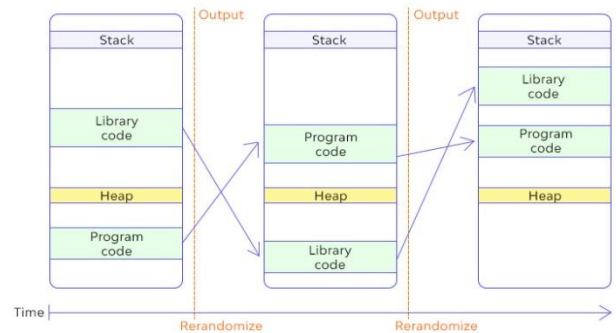 Output
Output
Stack
Library
code
Heap
Program
code
Stack
Program
code
Heap
Library
code
Stack
Library
code
Program
code
Heap
Time
Rerandomize
Rerandomize